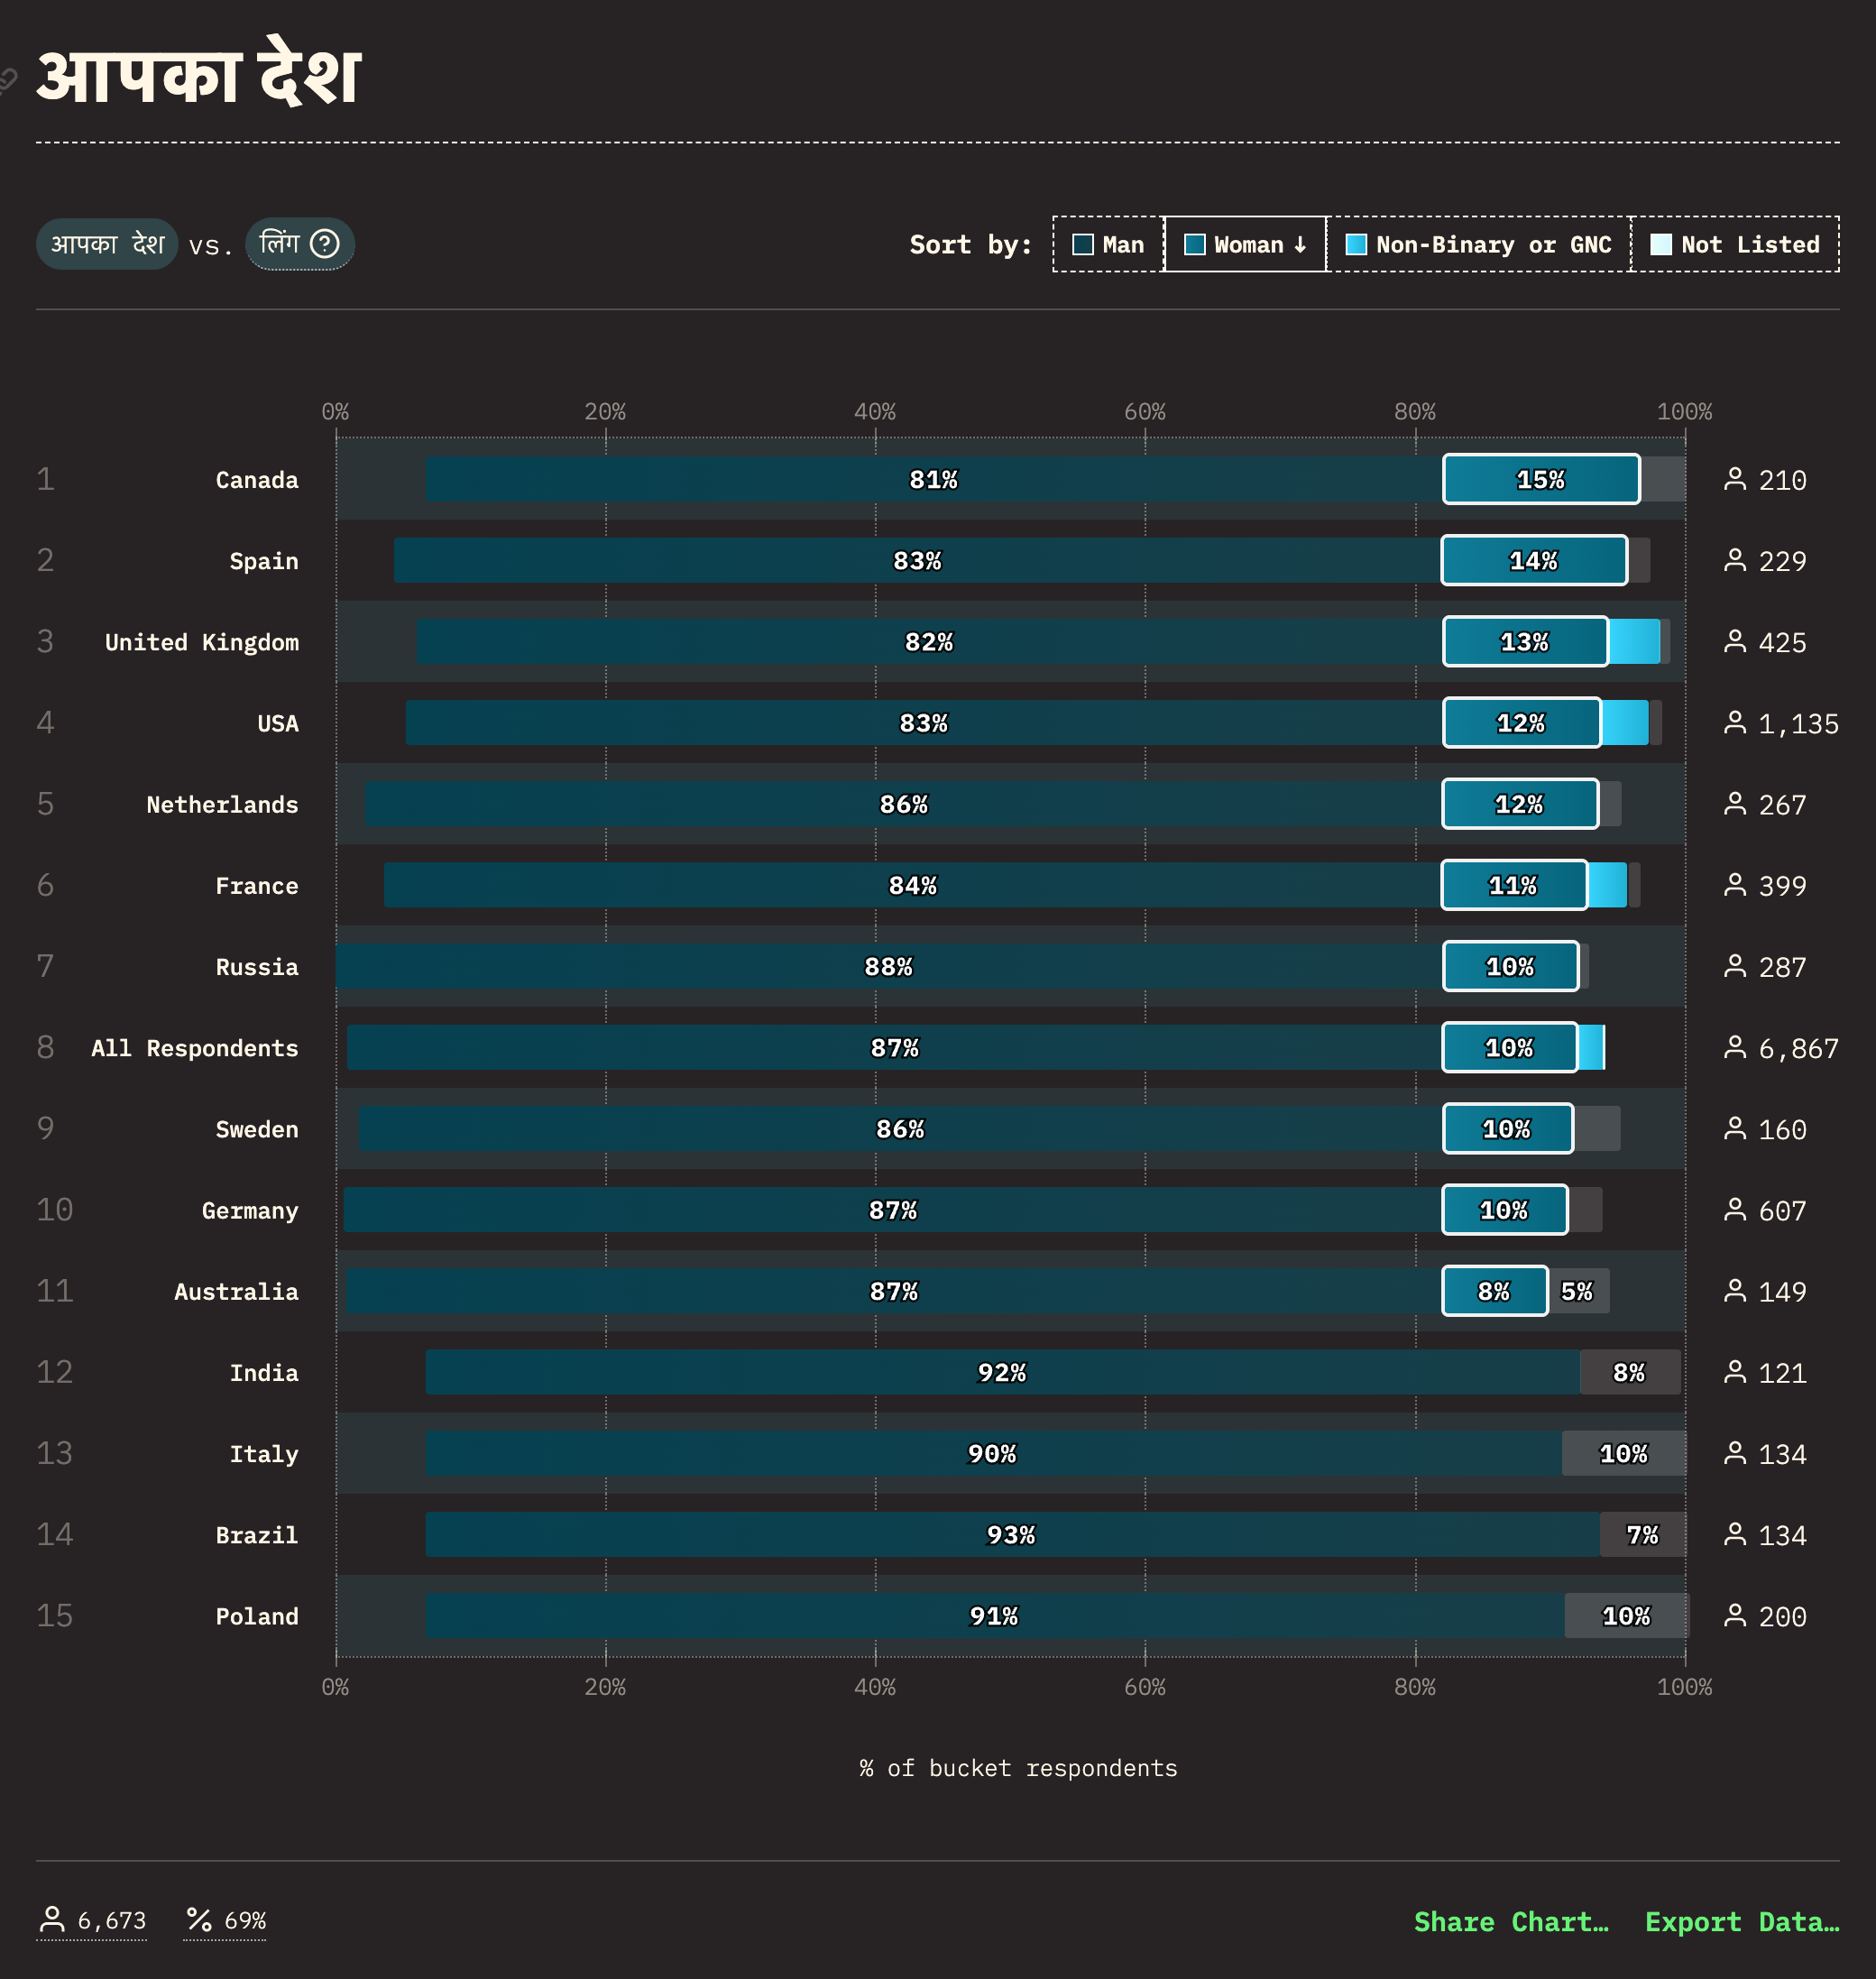 आपका देश
आपका देश vs. लिंग ?
Sort by: Man Woman ↓ Non-Binary or GNC Not Listed
0% 20% 40% 60% 80% 100%
1 Canada 81% 15% 210
2 Spain 83% 14% 229
3 United Kingdom 82% 13% 425
4 USA 83% 12% 1,135
5 Netherlands 86% 12% 267
6 France 84% 11% 399
7 Russia 88% 10% 287
8 All Respondents 87% 10% 6,867
9 Sweden 86% 10% 160
10 Germany 87% 10% 607
11 Australia 87% 8% 5% 149
12 India 92% 8% 121
13 Italy 90% 10% 134
14 Brazil 93% 7% 134
15 Poland 91% 10% 200
0% 20% 40% 60% 80% 100%
% of bucket respondents
6,673 % 69% Share Chart… Export Data…